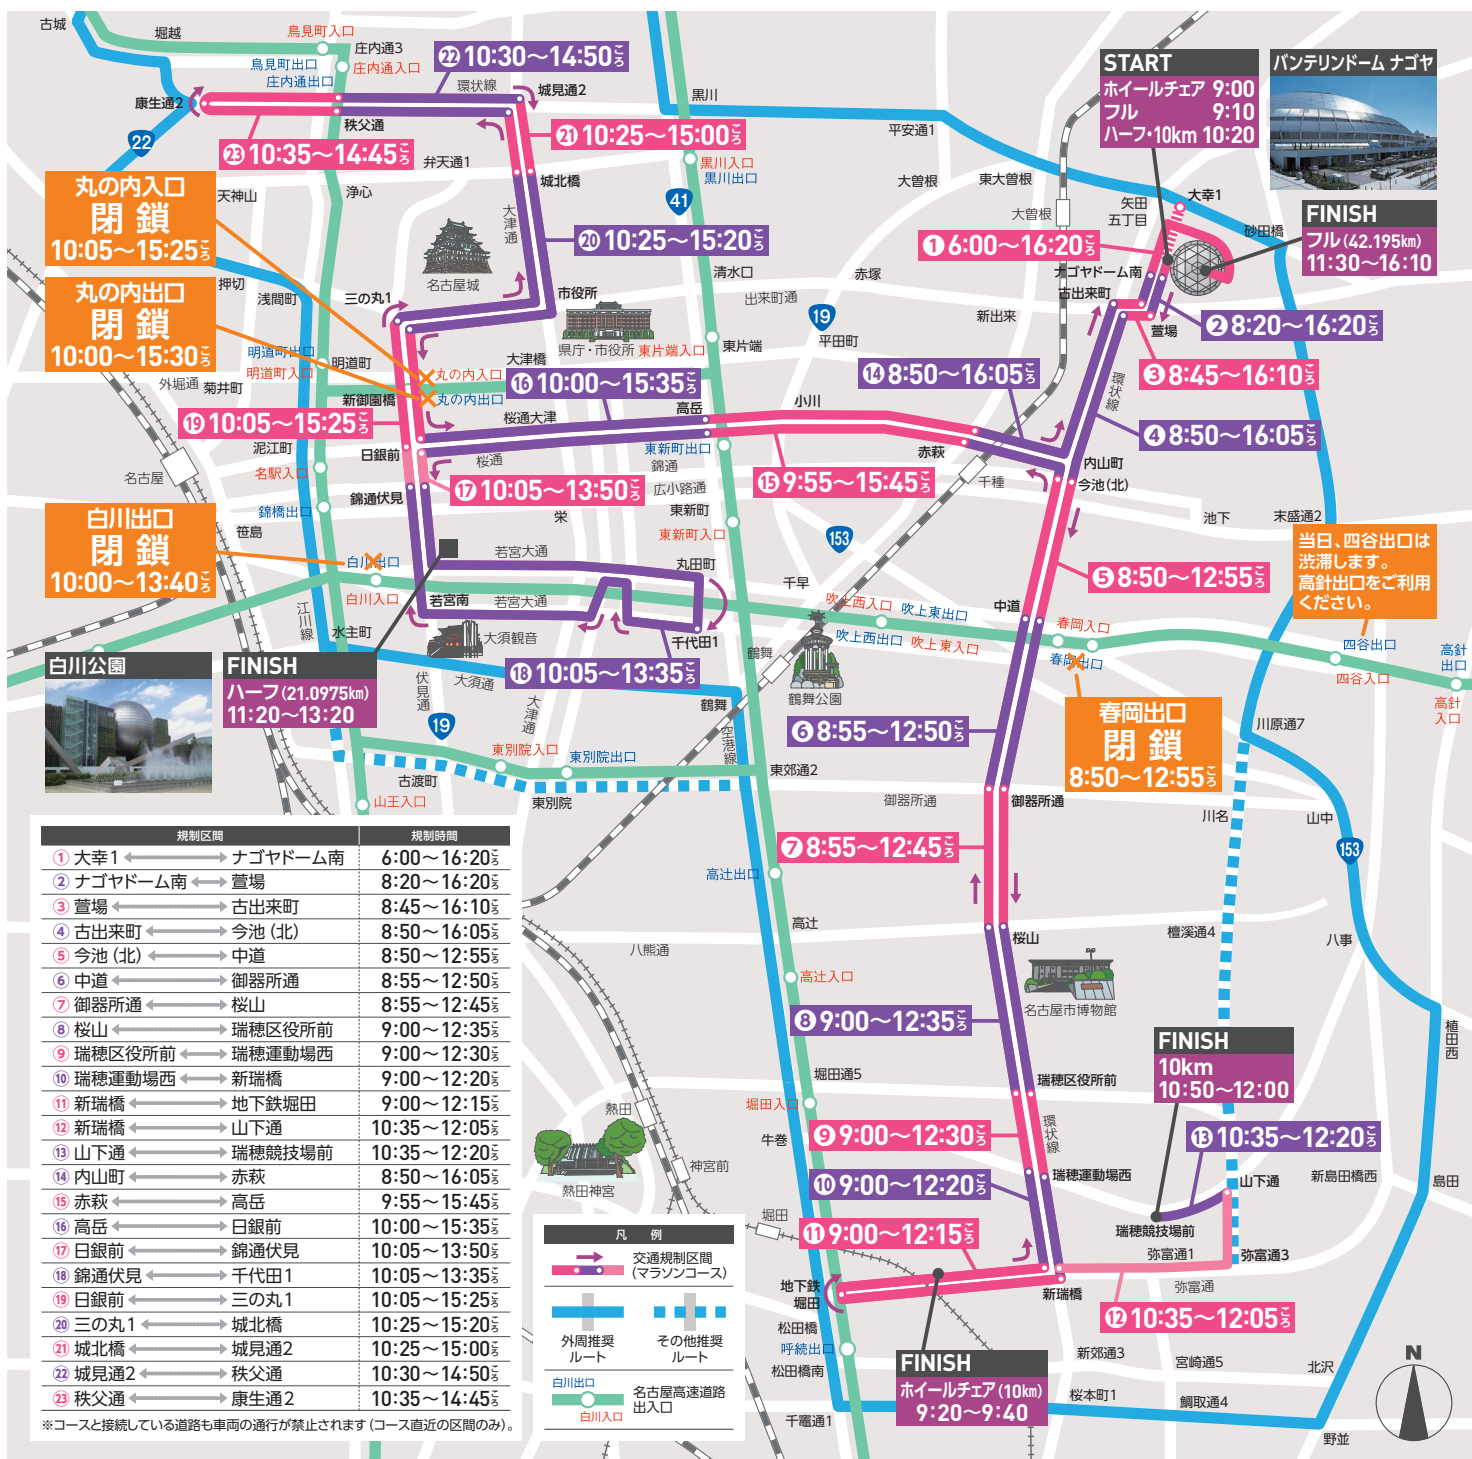 古城
堀越
鳥見町入口
庄内通3
鳥見町出口
庄内通出口
庄内通入口
㉒10:30〜14:50ごろ
環状線
城見通2
康生通2
秩父通
22
㉓10:35〜14:45ごろ
㉑10:25〜15:00ごろ
弁天通1
城北橋
黒川
平安通1
黒川入口
黒川出口
41
START
ホイールチェア 9:00
フル 9:10
ハーフ・10km 10:20
バンテリンドーム ナゴヤ
丸の内入口
閉鎖
10:05〜15:25ごろ
天神山
浄心
大津通
⑳10:25〜15:20ごろ
名古屋城
大曽根
東大曽根
大曽根
矢田
五丁目
大幸1
砂田橋
FINISH
フル(42.195km)
11:30〜16:10
①6:00〜16:20ごろ
ナゴヤドーム南
古出来町
萱場
②8:20〜16:20ごろ
③8:45〜16:10ごろ
丸の内出口
閉鎖
10:00〜15:30ごろ
押切
浅間町
三の丸1
市役所
県庁・市役所
清水口
赤塚
出来町通
19
新出来
平田町
東片端入口
東片端
明道町出口
明道町入口
明道町
外堀通
菊井町
新御園橋
大津橋
丸の内入口
丸の内出口
⑯10:00〜15:35ごろ
⑭8:50〜16:05ごろ
環状線
④8:50〜16:05ごろ
⑲10:05〜15:25ごろ
桜通大津
高岳
小川
泥江町
日銀前
桜通
東新町出口
錦通
広小路通
赤萩
千種
内山町
今池(北)
名古屋
名駅入口
錦通伏見
⑰10:05〜13:50ごろ
⑮9:55〜15:45ごろ
栄
東新町
東新町入口
池下
末盛通2
153
錦橋出口
笹島
白川出口
閉鎖
10:00〜13:40ごろ
白川出口
白川入口
若宮大通
丸田町
若宮南
若宮大通
千早
⑤8:50〜12:55ごろ
当日、四谷出口は
渋滞します。
高針出口をご利用
ください。
中道
吹上西入口
吹上東出口
吹上西出口
吹上東入口
春岡入口
春岡出口
四谷出口
四谷入口
高針
出口
高針
入口
江川線
水主町
大須観音
千代田1
鶴舞
鶴舞公園
⑱10:05〜13:35ごろ
白川公園
FINISH
ハーフ(21.0975km)
11:20〜13:20
伏見通
大須通
大津通
19
鶴舞
空港線
⑥8:55〜12:50ごろ
春岡出口
閉鎖
8:50〜12:55ごろ
川原通7
東別院入口
東別院出口
古渡町
東別院
山王入口
東郊通2
御器所通
御器所通
川名
山中
153
⑦8:55〜12:45ごろ
高辻出口
高辻
八熊通
高辻入口
桜山
檀渓通4
八事
名古屋市博物館
⑧9:00〜12:35ごろ
植田西
FINISH
10km
10:50〜12:00
堀田通5
瑞穂区役所前
堀田入口
牛巻
⑨9:00〜12:30ごろ
環状線
⑬10:35〜12:20ごろ
熱田
神宮前
熱田神宮
⑩9:00〜12:20ごろ
瑞穂運動場西
山下通
新島田橋西
島田
堀田
⑪9:00〜12:15ごろ
瑞穂競技場前
弥富通1
弥富通3
弥富通
地下鉄
堀田
新瑞橋
⑫10:35〜12:05ごろ
松田橋
呼続出口
松田橋南
FINISH
ホイールチェア(10km)
9:20〜9:40
新郊通3
宮崎通5
北沢
桜本町1
鯛取通4
千竈通1
野並
N
規制区間 規制時間
①大幸1 ナゴヤドーム南 6:00〜16:20ごろ
②ナゴヤドーム南 萱場 8:20〜16:20ごろ
③萱場 古出来町 8:45〜16:10ごろ
④古出来町 今池(北) 8:50〜16:05ごろ
⑤今池(北) 中道 8:50〜12:55ごろ
⑥中道 御器所通 8:55〜12:50ごろ
⑦御器所通 桜山 8:55〜12:45ごろ
⑧桜山 瑞穂区役所前 9:00〜12:35ごろ
⑨瑞穂区役所前 瑞穂運動場西 9:00〜12:30ごろ
⑩瑞穂運動場西 新瑞橋 9:00〜12:20ごろ
⑪新瑞橋 地下鉄堀田 9:00〜12:15ごろ
⑫新瑞橋 山下通 10:35〜12:05ごろ
⑬山下通 瑞穂競技場前 10:35〜12:20ごろ
⑭内山町 赤萩 8:50〜16:05ごろ
⑮赤萩 高岳 9:55〜15:45ごろ
⑯高岳 日銀前 10:00〜15:35ごろ
⑰日銀前 錦通伏見 10:05〜13:50ごろ
⑱錦通伏見 千代田1 10:05〜13:35ごろ
⑲日銀前 三の丸1 10:05〜15:25ごろ
⑳三の丸1 城北橋 10:25〜15:20ごろ
㉑城北橋 城見通2 10:25〜15:00ごろ
㉒城見通2 秩父通 10:30〜14:50ごろ
㉓秩父通 康生通2 10:35〜14:45ごろ
※コースと接続している道路も車両の通行が禁止されます(コース直近の区間のみ)。
凡例
交通規制区間
(マラソンコース)
外周推奨
ルート
その他推奨
ルート
白川出口
白川入口
名古屋高速道路
出入口